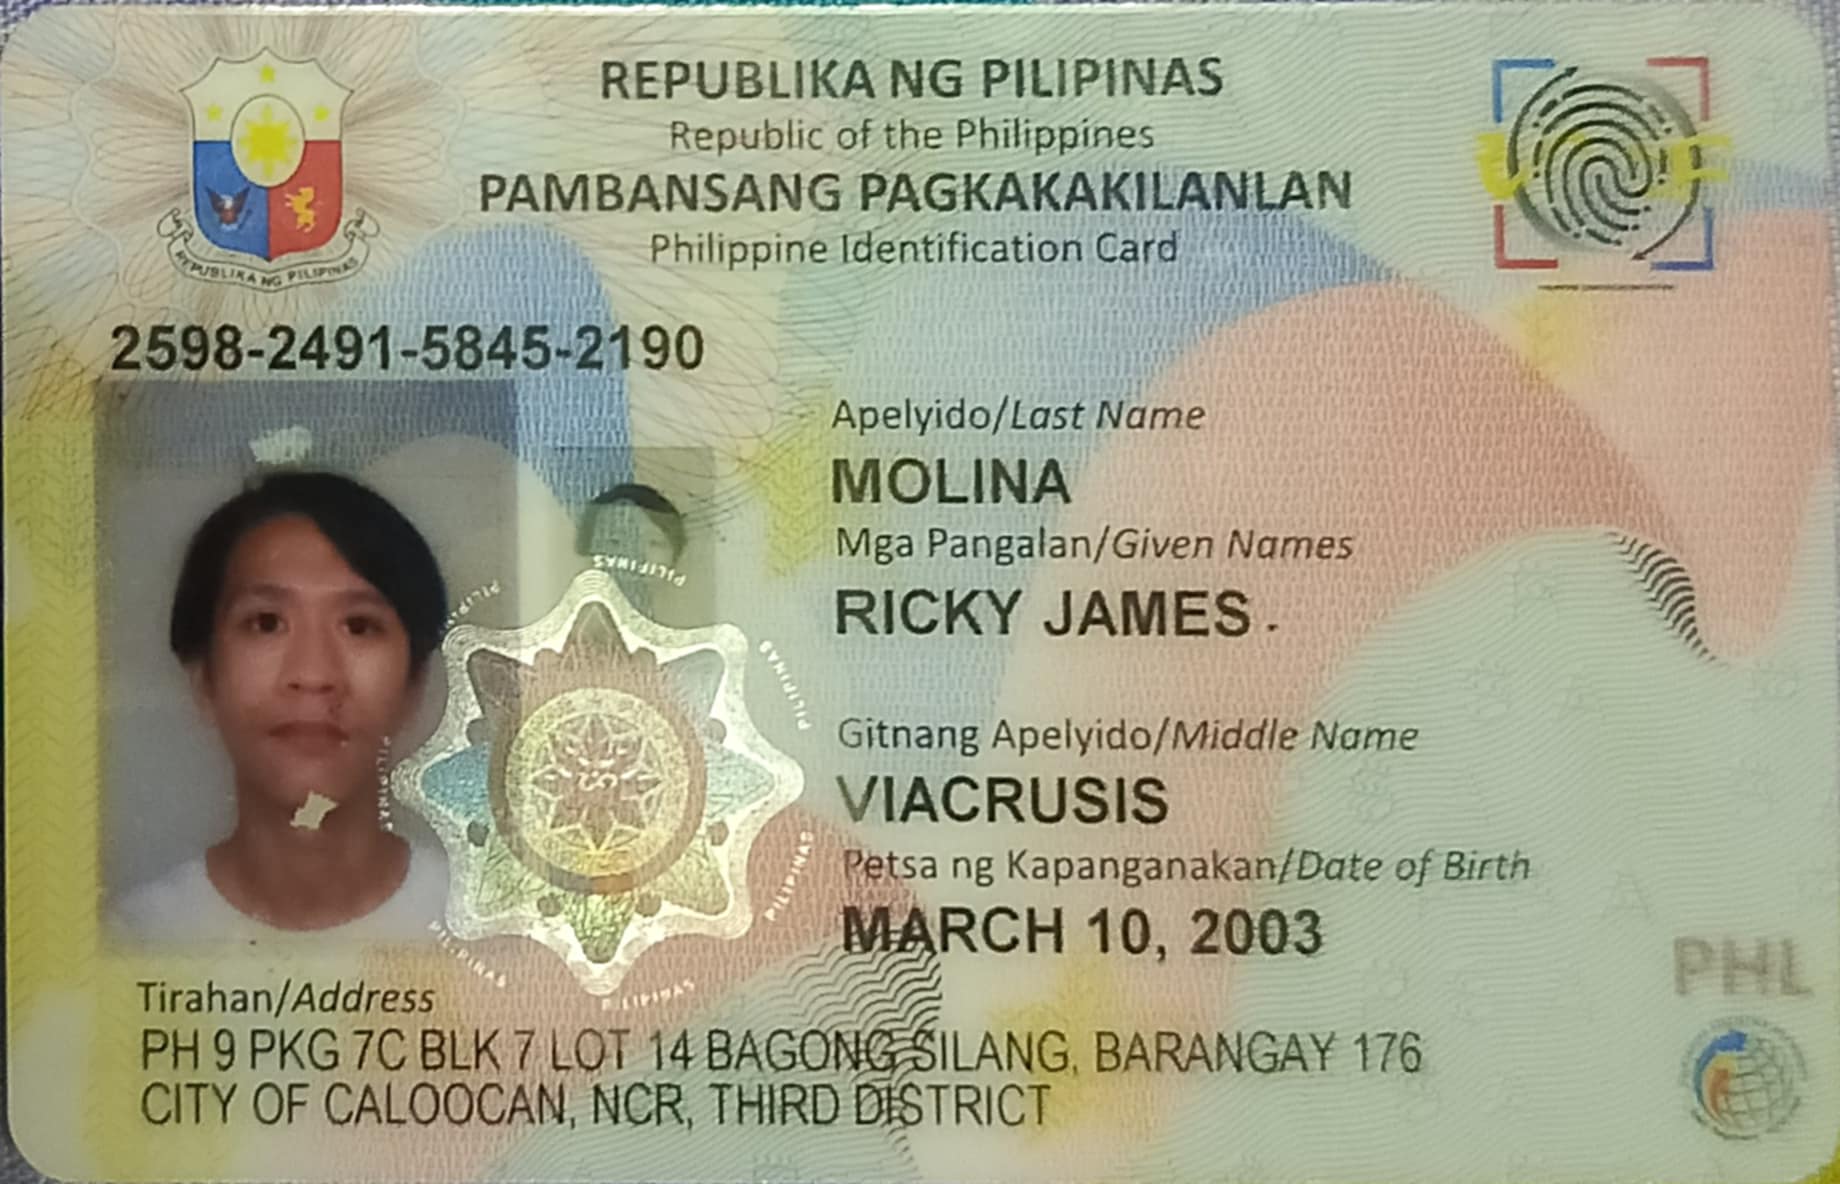 REPUBLIKA NG PILIPINAS
Republic of the Philippines
PAMBANSANG PAGKAKAKILANLAN
Philippine Identification Card
REPUBLIKA NG PILIPINAS
2598-2491-5845-2190
Apelyido/Last Name
MOLINA
Mga Pangalan/Given Names
RICKY JAMES .
Gitnang Apelyido/Middle Name
VIACRUSIS
Petsa ng Kapanganakan/Date of Birth
MARCH 10, 2003
PILIPINAS
PILIPINAS
PILIPINAS
PILIPINAS
PILIPINAS
PILIPINAS
PHL
Tirahan/Address
PH 9 PKG 7C BLK 7 LOT 14 BAGONG SILANG, BARANGAY 176
CITY OF CALOOCAN, NCR, THIRD DISTRICT